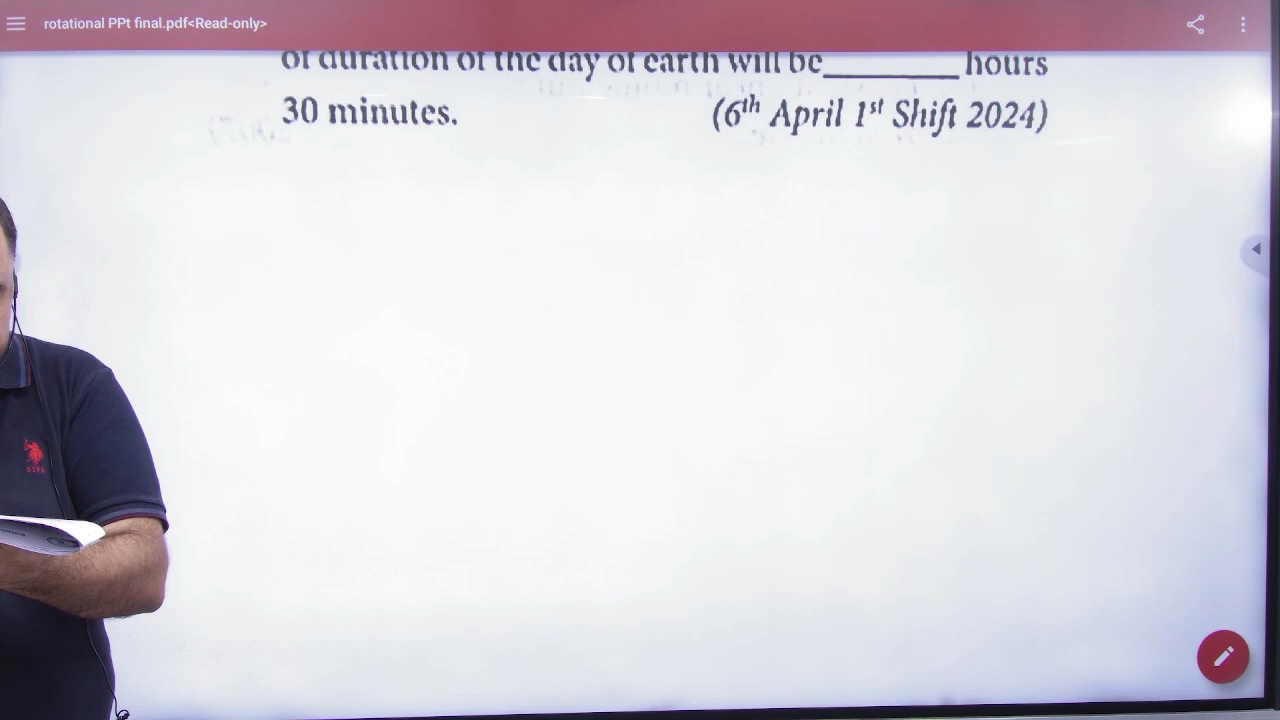 rotational PPt final.pdf<Read-only>
of duration of the day of earth will be________ hours
30 minutes. (6th April 1st Shift 2024)
USPA